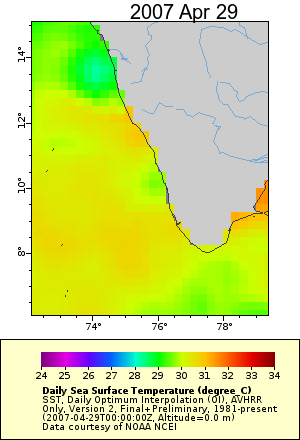 2007 Apr 29
14°
12°
10°
8°
74° 76° 78°
24 25 26 27 28 29 30 31 32 33 34
Daily Sea Surface Temperature (degree_C)
SST, Daily Optimum Interpolation (OI), AVHRR
Only, Version 2, Final+Preliminary, 1981-present
(2007-04-29T00:00:00Z, Altitude=0.0 m)
Data courtesy of NOAA NCEI